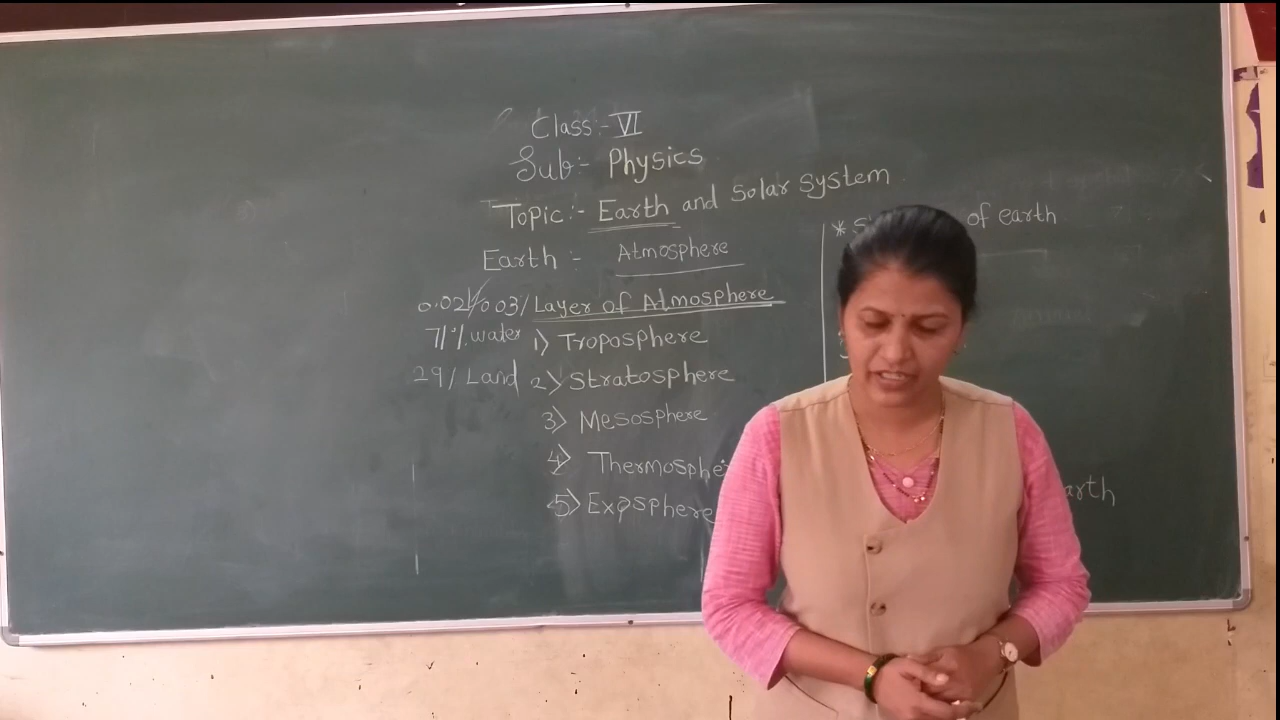 Class:- VI
Sub:- Physics
Topic:- Earth and Solar System
Earth :- Atmosphere
0.02% 0.03/ Layer of Atmosphere
71% water 1) Troposphere
29/ Land 2) Stratosphere
3) Mesosphere
4) Thermosphe
5) Exosphere
* of earth
arth